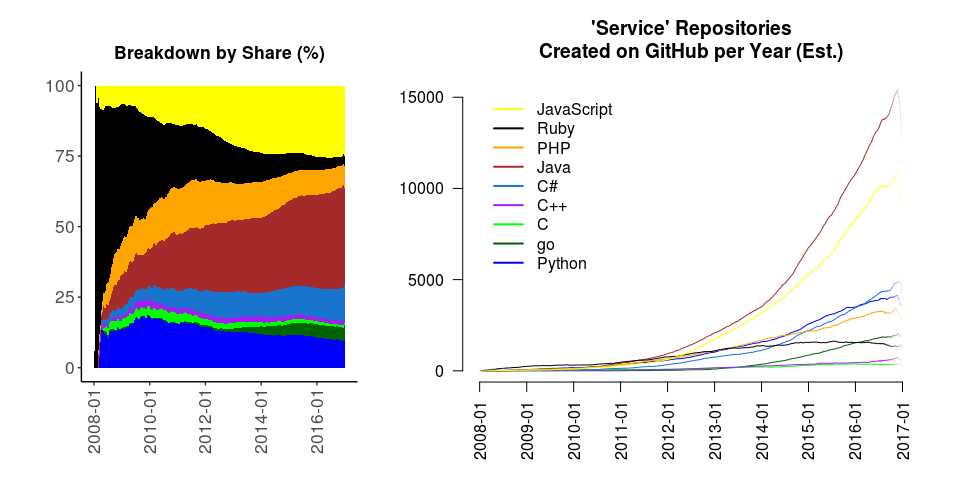 Breakdown by Share (%)
100
75
50
25
0
2008-01
2010-01
2012-01
2014-01
2016-01
'Service' Repositories
Created on GitHub per Year (Est.)
15000
10000
5000
0
JavaScript
Ruby
PHP
Java
C#
C++
C
go
Python
2008-01
2009-01
2010-01
2011-01
2012-01
2013-01
2014-01
2015-01
2016-01
2017-01